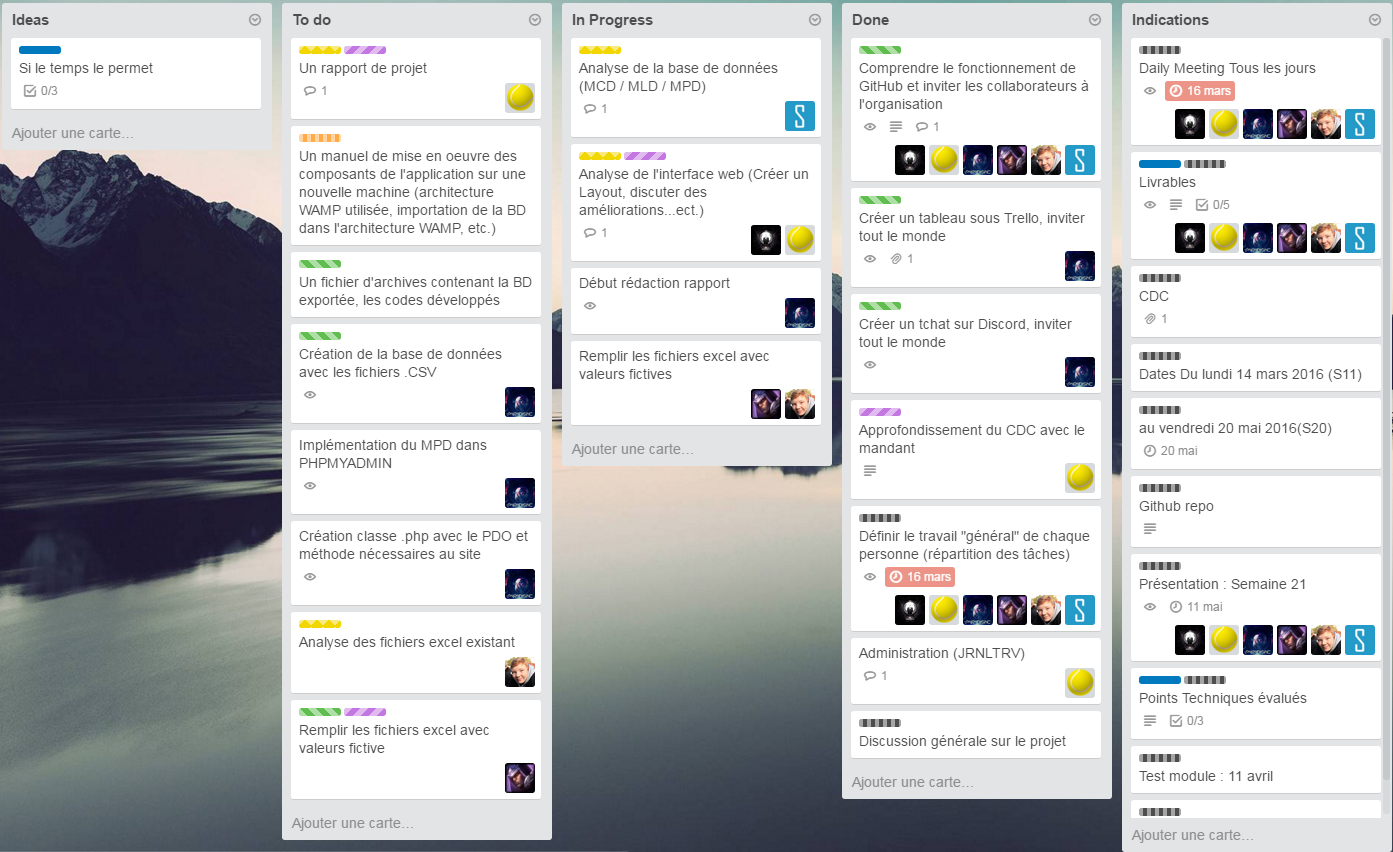 Ideas
Si le temps le permet
0/3
Ajouter une carte…
To do
Un rapport de projet
1
Un manuel de mise en oeuvre des
composants de l'application sur une
nouvelle machine (architecture
WAMP utilisée, importation de la BD
dans l'architecture WAMP, etc.)
Un fichier d'archives contenant la BD
exportée, les codes développés
Création de la base de données
avec les fichiers .CSV
Implémentation du MPD dans
PHPMYADMIN
Création classe .php avec le PDO et
méthode nécessaires au site
Analyse des fichiers excel existant
Remplir les fichiers excel avec
valeurs fictive
Ajouter une carte…
In Progress
Analyse de la base de données
(MCD / MLD / MPD)
1
Analyse de l'interface web (Créer un
Layout, discuter des
améliorations...ect.)
1
Début rédaction rapport
Remplir les fichiers excel avec
valeurs fictives
Ajouter une carte…
Done
Comprendre le fonctionnement de
GitHub et inviter les collaborateurs à
l'organisation
1
Créer un tableau sous Trello, inviter
tout le monde
1
Créer un tchat sur Discord, inviter
tout le monde
Approfondissement du CDC avec le
mandant
Définir le travail "général" de chaque
personne (répartition des tâches)
16 mars
Administration (JRNLTRV)
1
Discussion générale sur le projet
Ajouter une carte…
Indications
Daily Meeting Tous les jours
16 mars
Livrables
0/5
CDC
1
Dates Du lundi 14 mars 2016 (S11)
au vendredi 20 mai 2016(S20)
20 mai
Github repo
Présentation : Semaine 21
11 mai
Points Techniques évalués
0/3
Test module : 11 avril
Ajouter une carte…